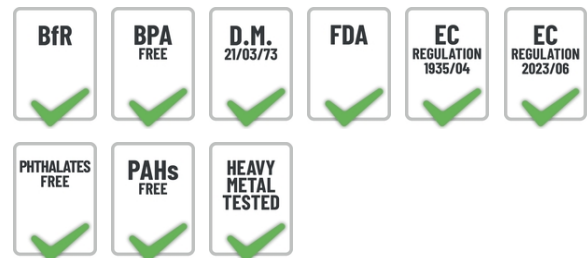 BfR
BPA
FREE
D.M.
21/03/73
FDA
EC
REGULATION
1935/04
EC
REGULATION
2023/06
PHTHALATES
FREE
PAHs
FREE
HEAVY
METAL
TESTED